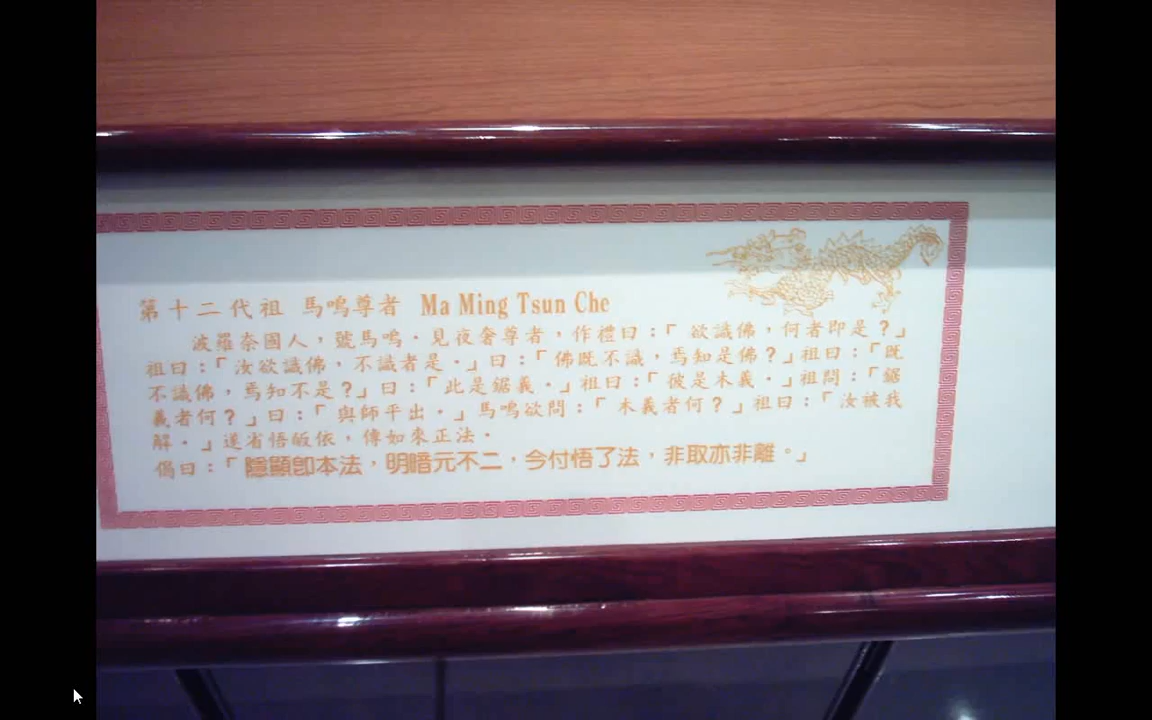 第十二代祖 馬鳴尊者 Ma Ming Tsun Che
波羅奈國人，號馬鳴。見夜奢尊者，作禮曰：「欲識佛，何者即是？」
祖曰：「汝欲識佛，不識者是。」曰：「佛既不識，焉知是佛？」祖曰：「既
不識佛，焉知不是？」曰：「此是鋸義。」祖曰：「彼是木義。」祖問：「鋸
義者何？」曰：「與師平出。」馬鳴欲問：「木義者何？」祖曰：「汝被我
解。」遂省悟皈依，傳如來正法。
偈曰：「隱顯卽本法，明暗元不二，今付悟了法，非取亦非離。」